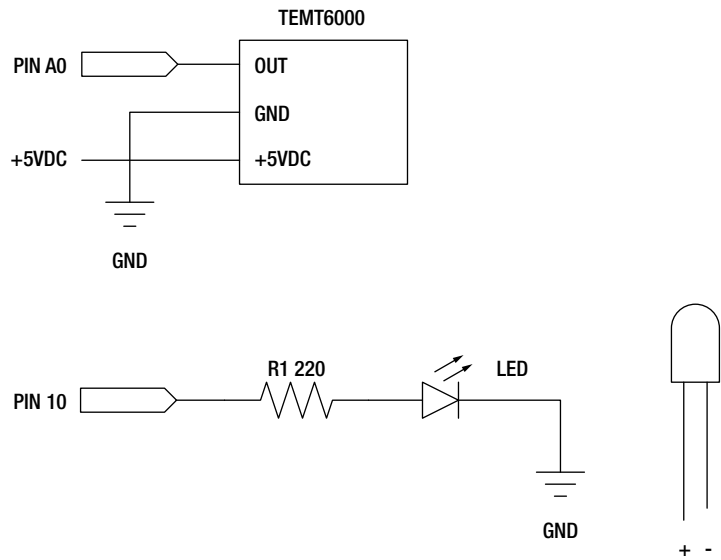 TEMT6000
PIN A0
OUT
GND
+5VDC
+5VDC
GND
R1 220
LED
PIN 10
GND
+ -